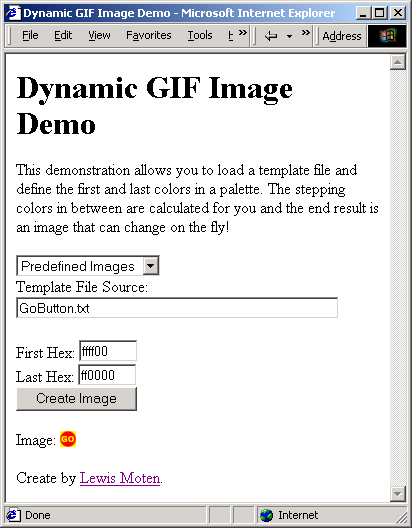 Dynamic GIF Image Demo - Microsoft Internet Explorer
File Edit View Favorites Tools H » Address
Dynamic GIF Image
Demo
This demonstration allows you to load a template file and
define the first and last colors in a palette. The stepping
colors in between are calculated for you and the end result is
an image that can change on the fly!
Predefined Images
Template File Source:
GoButton.txt
First Hex: ffff00
Last Hex: ff0000
Create Image
Image: GO
Create by Lewis Moten.
Done Internet